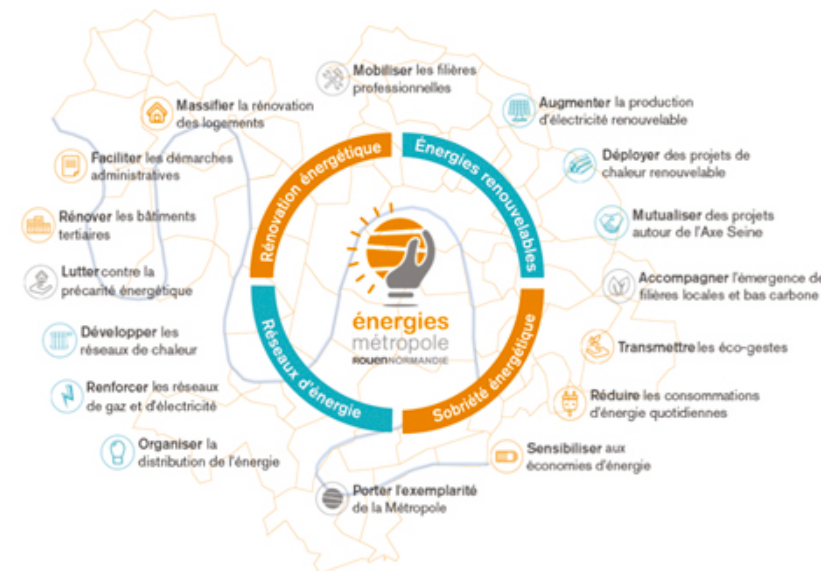 Mobiliser les filières
professionnelles
Massifier la rénovation
des logements
Faciliter les démarches
administratives
Rénover les bâtiments
tertiaires
Lutter contre la
précarité énergétique
Développer les
réseaux de chaleur
Renforcer les réseaux
de gaz et d'électricité
Organiser la
distribution de l'énergie
Rénovation énergétique
Énergies renouvelables
Réseaux d'énergie
Sobriété énergétique
énergies
métropole
ROUENNORMANDIE
Augmenter la production
d'électricité renouvelable
Déployer des projets de
chaleur renouvelable
Mutualiser des projets
autour de l'Axe Seine
Accompagner l'émergence de
filières locales et bas carbone
Transmettre les éco-gestes
Réduire les consommations
d'énergie quotidiennes
Sensibiliser aux
économies d'énergie
Porter l'exemplarité
de la Métropole